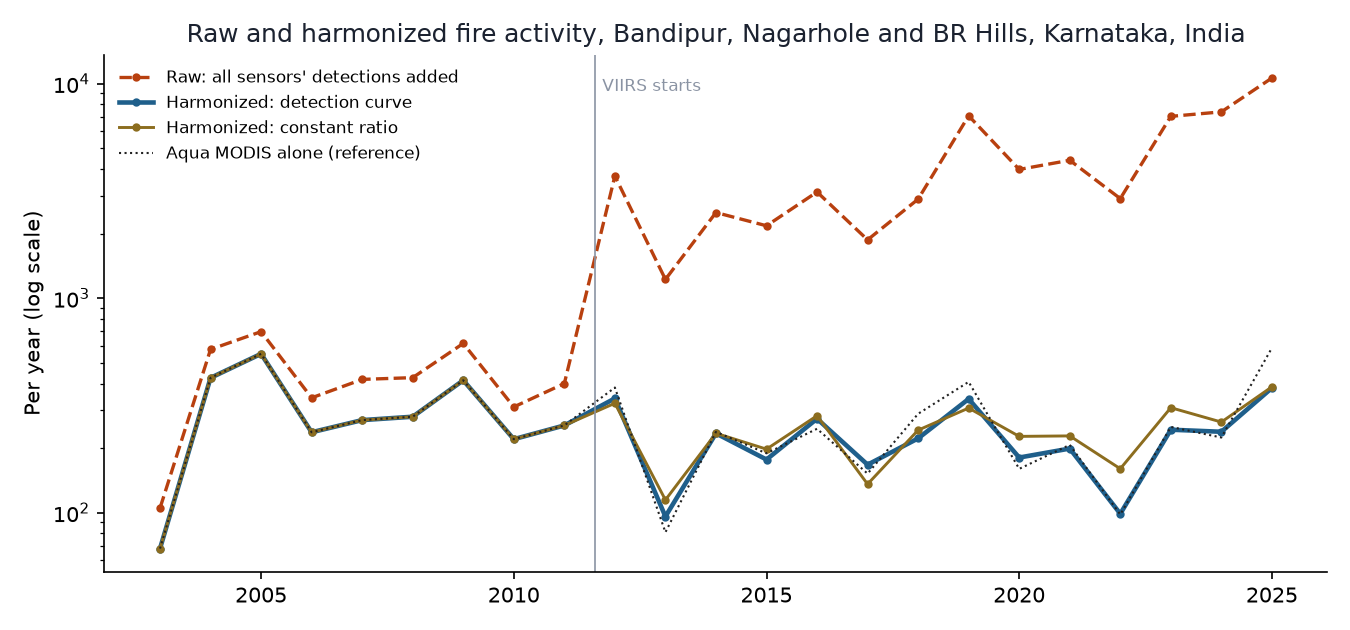 Raw and harmonized fire activity, Bandipur, Nagarhole and BR Hills, Karnataka, India
Raw: all sensors' detections added
Harmonized: detection curve
Harmonized: constant ratio
Aqua MODIS alone (reference)
VIIRS starts
Per year (log scale)
10⁴
10³
10²
2005
2010
2015
2020
2025